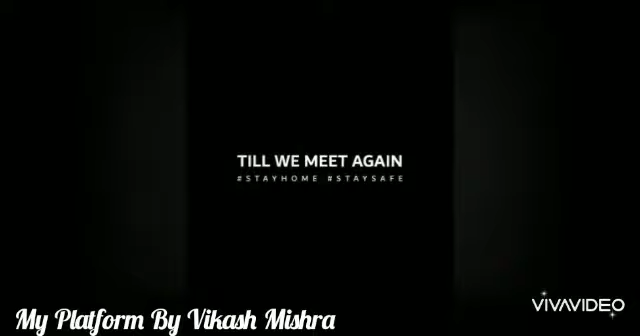 TILL WE MEET AGAIN
#STAYHOME #STAYSAFE
VIVAVIDEO
My Platform By Vikash Mishra